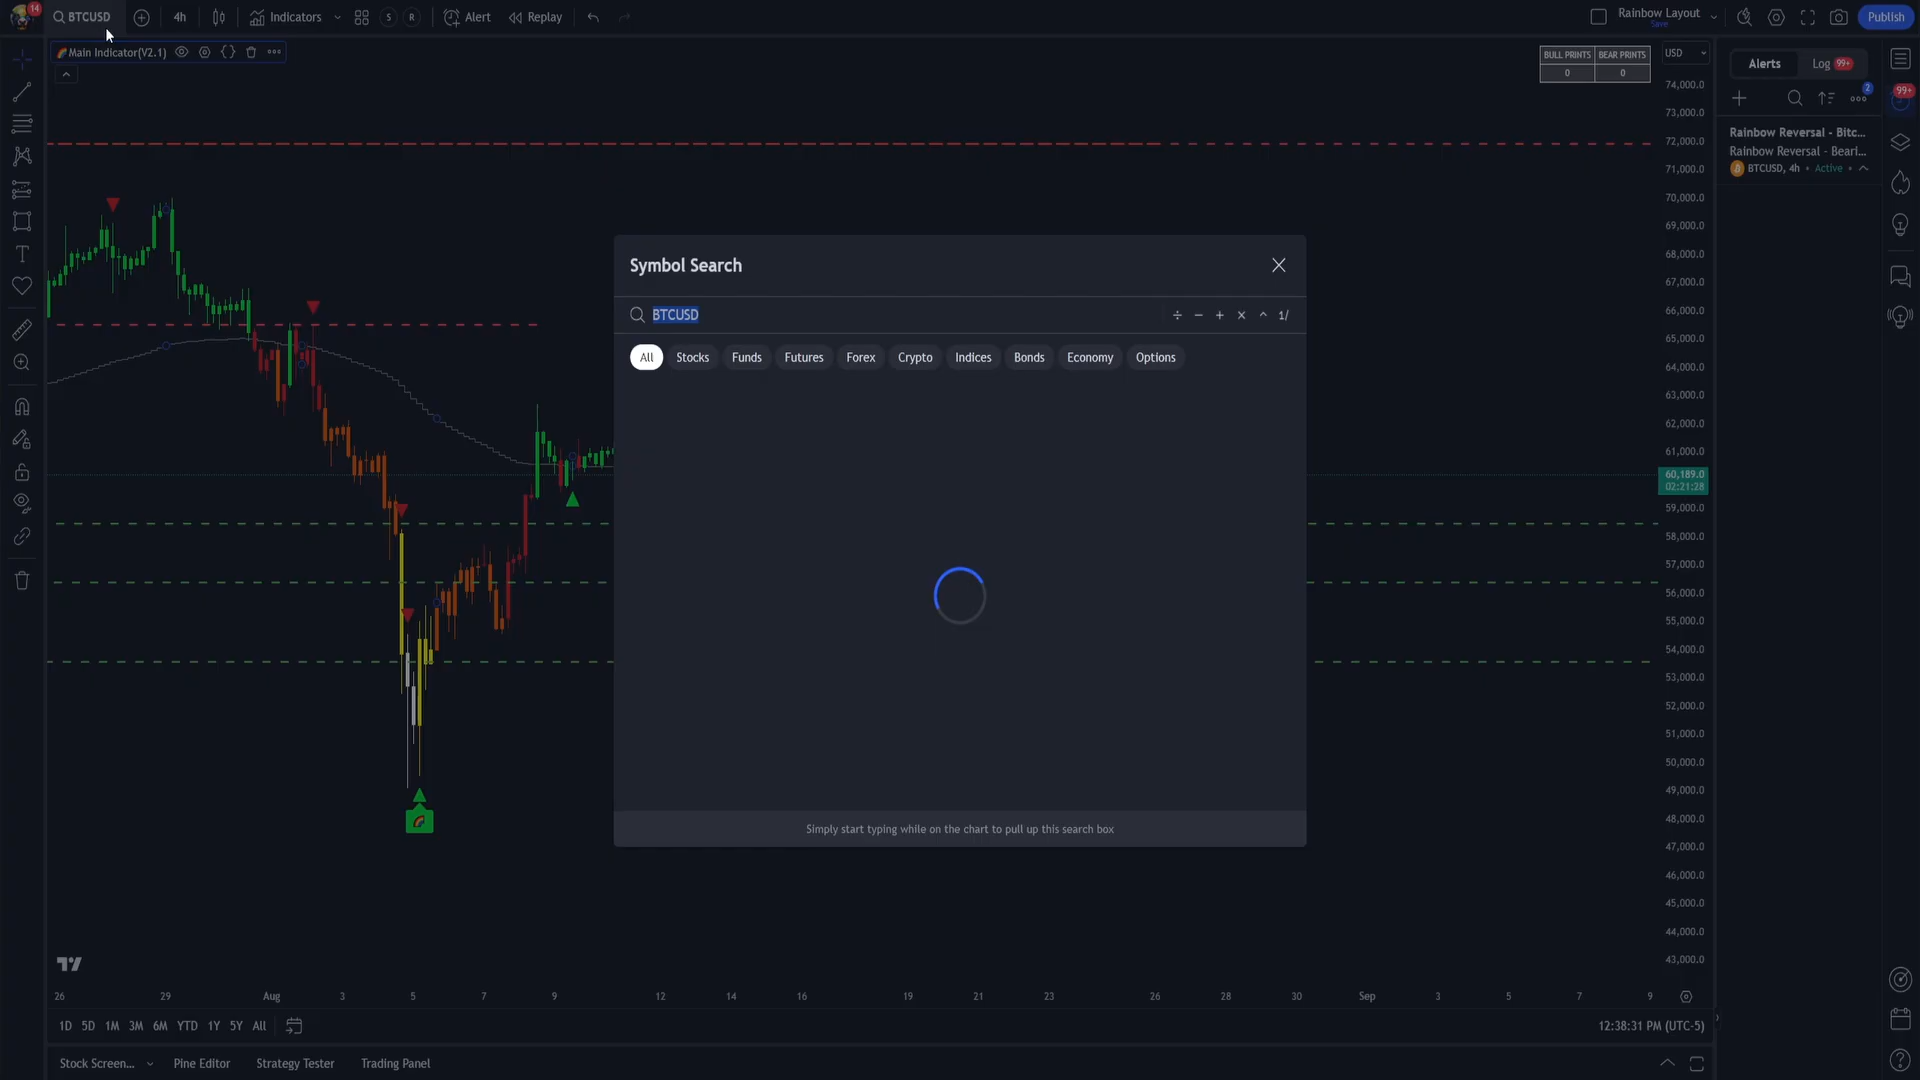 14
BTCUSD
4h
Indicators
S
R
Alert
Replay
Rainbow Layout
Save
Publish
Main Indicator(V2.1)
BULL PRINTS BEAR PRINTS
0 0
USD
Alerts
Log 99+
99+
2
Rainbow Reversal - Bitc...
Rainbow Reversal - Beari...
BTCUSD, 4h • Active •
Symbol Search
BTCUSD
÷ − + × ^ 1/
All Stocks Funds Futures Forex Crypto Indices Bonds Economy Options
Simply start typing while on the chart to pull up this search box
74,000.0
73,000.0
72,000.0
71,000.0
70,000.0
69,000.0
68,000.0
67,000.0
66,000.0
65,000.0
64,000.0
63,000.0
62,000.0
61,000.0
60,189.0
02:21:28
59,000.0
58,000.0
57,000.0
56,000.0
55,000.0
54,000.0
53,000.0
52,000.0
51,000.0
50,000.0
49,000.0
48,000.0
47,000.0
46,000.0
45,000.0
44,000.0
43,000.0
26 29 Aug 3 5 7 9 12 14 16 19 21 23 26 28 30 Sep 3 5 7 9
1D 5D 1M 3M 6M YTD 1Y 5Y All
12:38:31 PM (UTC-5)
Stock Screen... Pine Editor Strategy Tester Trading Panel